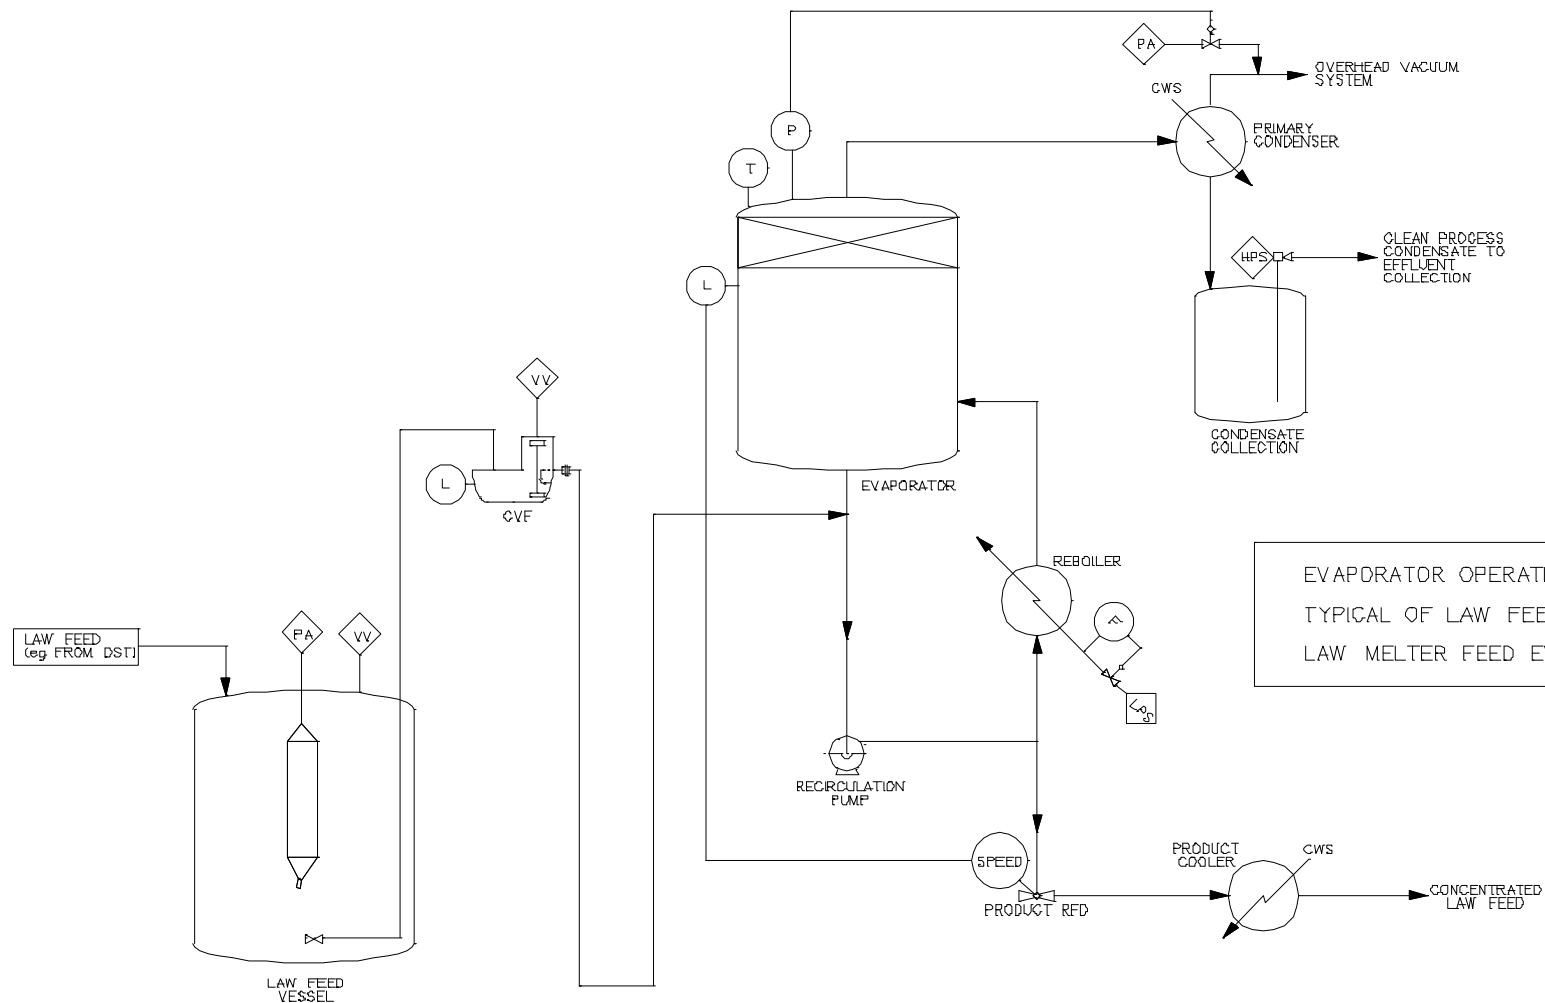 PA
OVERHEAD VACUUM
SYSTEM
CWS
P
PRIMARY
CONDENSER
T
CLEAN PROCESS
CONDENSATE TO
EFFLUENT
COLLECTION
HPS
L
VV
CONDENSATE
COLLECTION
L
EVAPORATOR
CVF
REBOILER
EVAPORATOR OPERATI
TYPICAL OF LAW FEE
LAW MELTER FEED EV
LAW FEED
(eg FROM DST)
PA
VV
F
LPS
RECIRCULATION
PUMP
SPEED
PRODUCT
COOLER
CWS
PRODUCT RFD
CONCENTRATED
LAW FEED
LAW FEED
VESSEL